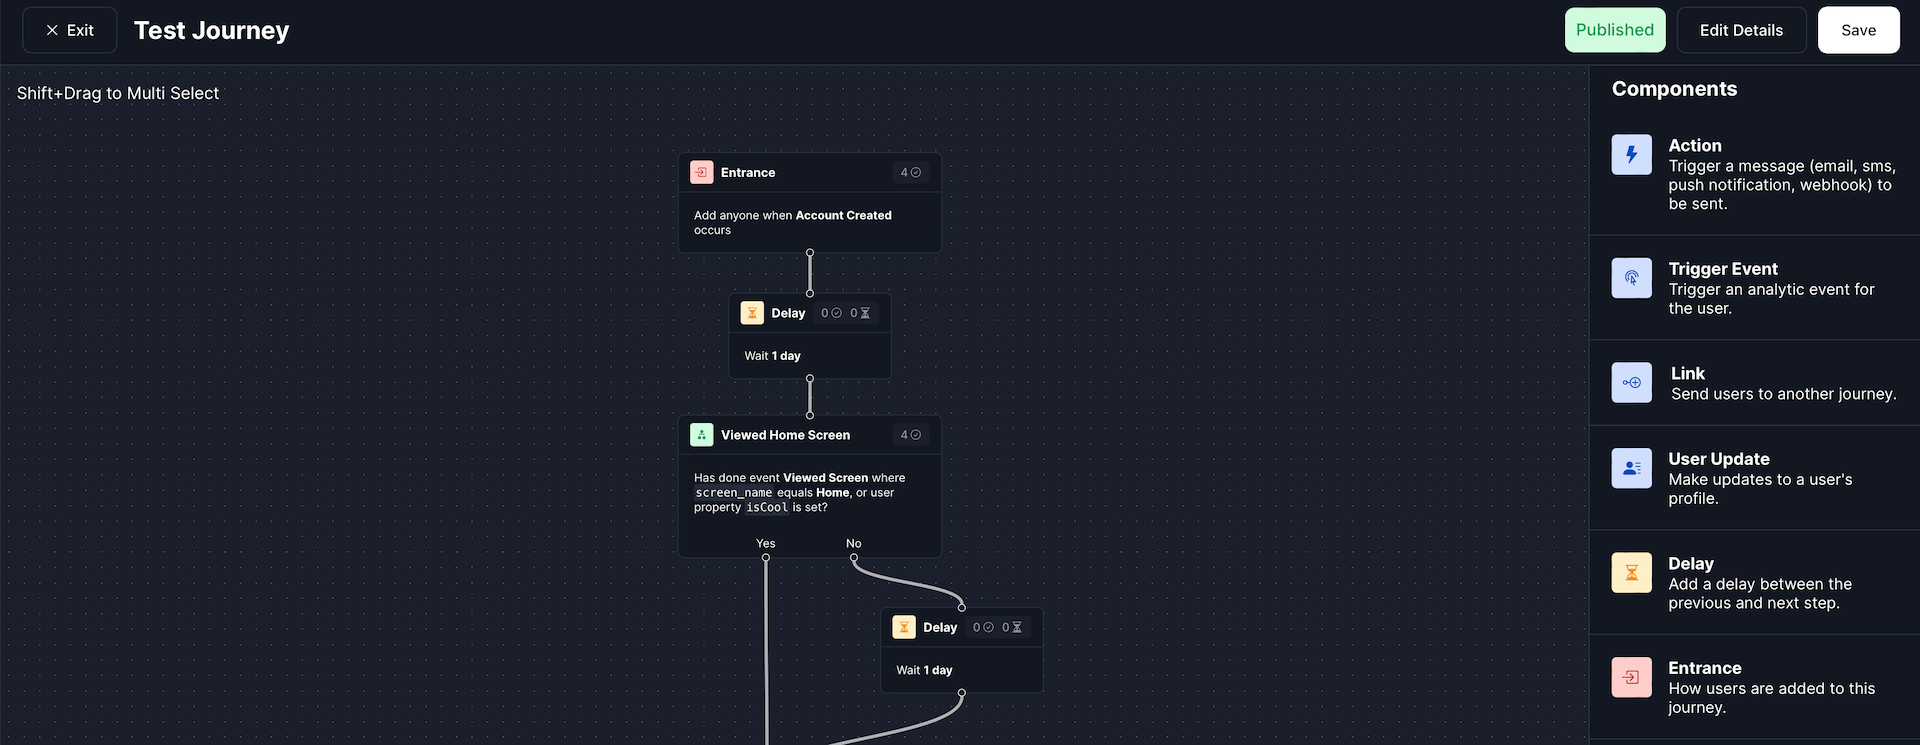 Exit
Test Journey
Published
Edit Details
Save
Shift+Drag to Multi Select
Entrance
4
Add anyone when Account Created
occurs
Delay
0 0
Wait 1 day
Viewed Home Screen
4
Has done event Viewed Screen where
screen_name equals Home, or user
property isCool is set?
Yes
No
Delay
0 0
Wait 1 day
Components
Action
Trigger a message (email, sms,
push notification, webhook) to
be sent.
Trigger Event
Trigger an analytic event for
the user.
Link
Send users to another journey.
User Update
Make updates to a user's
profile.
Delay
Add a delay between the
previous and next step.
Entrance
How users are added to this
journey.